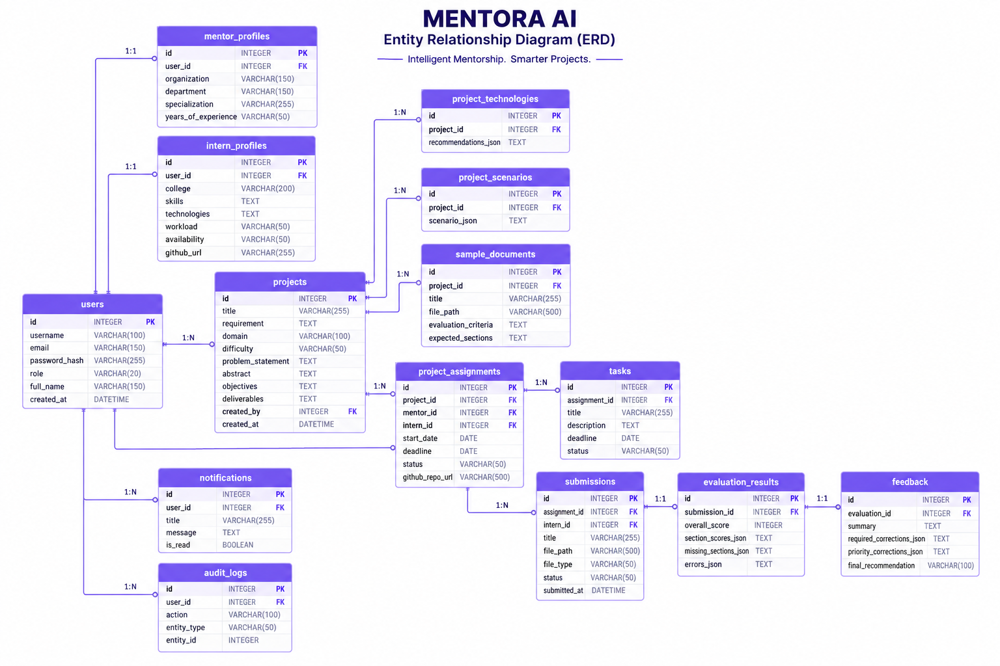 MENTORA AI
Entity Relationship Diagram (ERD)
Intelligent Mentorship. Smarter Projects.
mentor_profiles
id INTEGER PK
user_id INTEGER FK
organization VARCHAR(150)
department VARCHAR(150)
specialization VARCHAR(255)
years_of_experience VARCHAR(50)
1:1
intern_profiles
id INTEGER PK
user_id INTEGER FK
college VARCHAR(200)
skills TEXT
technologies TEXT
workload VARCHAR(50)
availability VARCHAR(50)
github_url VARCHAR(255)
1:1
users
id INTEGER PK
username VARCHAR(100)
email VARCHAR(150)
password_hash VARCHAR(255)
role VARCHAR(20)
full_name VARCHAR(150)
created_at DATETIME
1:N
projects
id INTEGER PK
title VARCHAR(255)
requirement TEXT
domain VARCHAR(100)
difficulty VARCHAR(50)
problem_statement TEXT
abstract TEXT
objectives TEXT
deliverables TEXT
created_by INTEGER FK
created_at DATETIME
1:N
project_technologies
id INTEGER PK
project_id INTEGER FK
recommendations_json TEXT
1:N
project_scenarios
id INTEGER PK
project_id INTEGER FK
scenario_json TEXT
1:N
sample_documents
id INTEGER PK
project_id INTEGER FK
title VARCHAR(255)
file_path VARCHAR(500)
evaluation_criteria TEXT
expected_sections TEXT
1:N
project_assignments
id INTEGER PK
project_id INTEGER FK
mentor_id INTEGER FK
intern_id INTEGER FK
start_date DATE
deadline DATE
status VARCHAR(50)
github_repo_url VARCHAR(500)
1:N
tasks
id INTEGER PK
assignment_id INTEGER FK
title VARCHAR(255)
description TEXT
deadline DATE
status VARCHAR(50)
1:N
notifications
id INTEGER PK
user_id INTEGER FK
title VARCHAR(255)
message TEXT
is_read BOOLEAN
1:N
audit_logs
id INTEGER PK
user_id INTEGER FK
action VARCHAR(100)
entity_type VARCHAR(50)
entity_id INTEGER
1:N
submissions
id INTEGER PK
assignment_id INTEGER FK
intern_id INTEGER FK
title VARCHAR(255)
file_path VARCHAR(500)
file_type VARCHAR(50)
status VARCHAR(50)
submitted_at DATETIME
1:1
evaluation_results
id INTEGER PK
submission_id INTEGER FK
overall_score INTEGER
section_scores_json TEXT
missing_sections_json TEXT
errors_json TEXT
1:1
feedback
id INTEGER PK
evaluation_id INTEGER FK
summary TEXT
required_corrections_json TEXT
priority_corrections_json TEXT
final_recommendation VARCHAR(100)